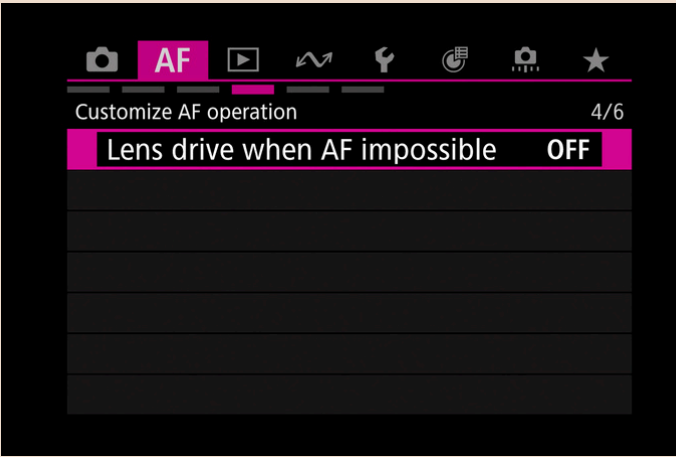 AF
Customize AF operation 4/6
Lens drive when AF impossible OFF